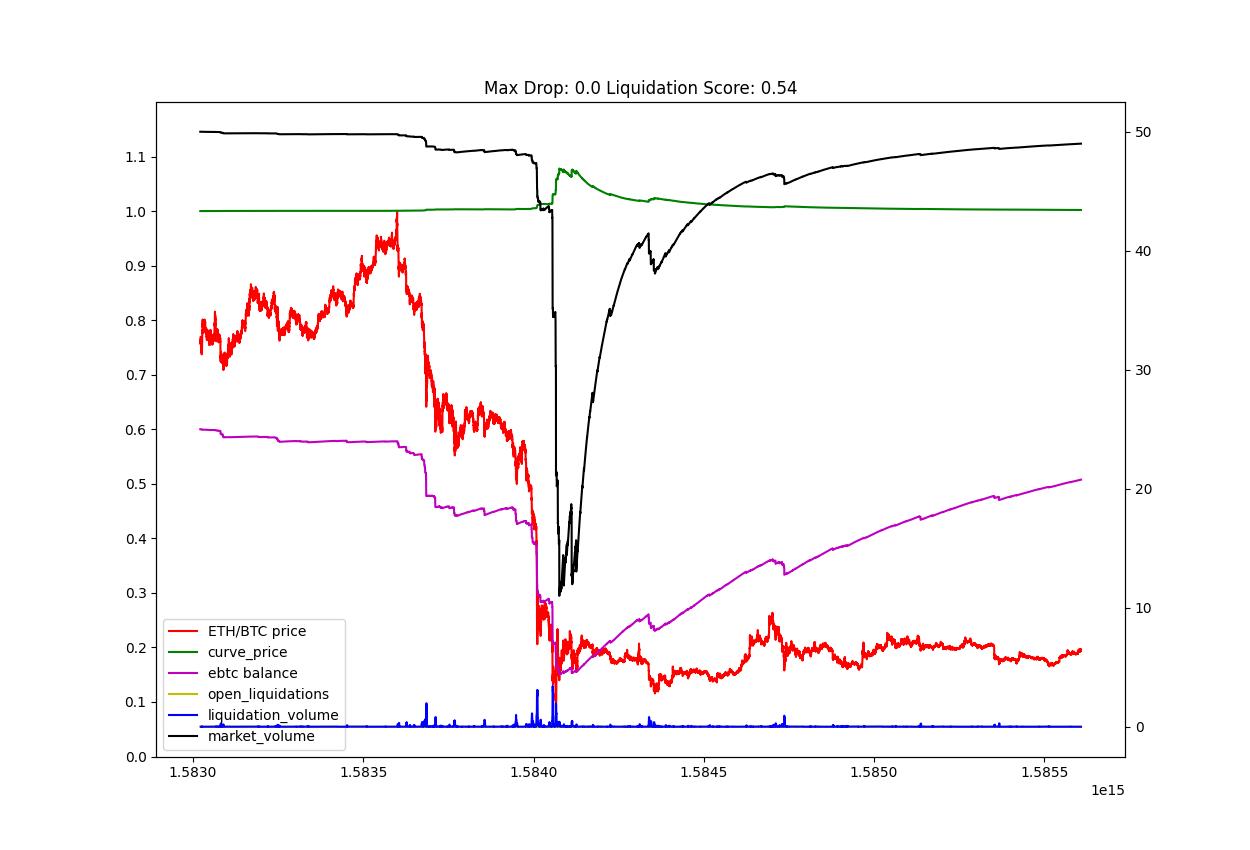 Max Drop: 0.0 Liquidation Score: 0.54
1.1
1.0
0.9
0.8
0.7
0.6
0.5
0.4
0.3
0.2
0.1
0.0
50
40
30
20
10
0
ETH/BTC price
curve_price
ebtc balance
open_liquidations
liquidation_volume
market_volume
1.5830 1.5835 1.5840 1.5845 1.5850 1.5855
1e15